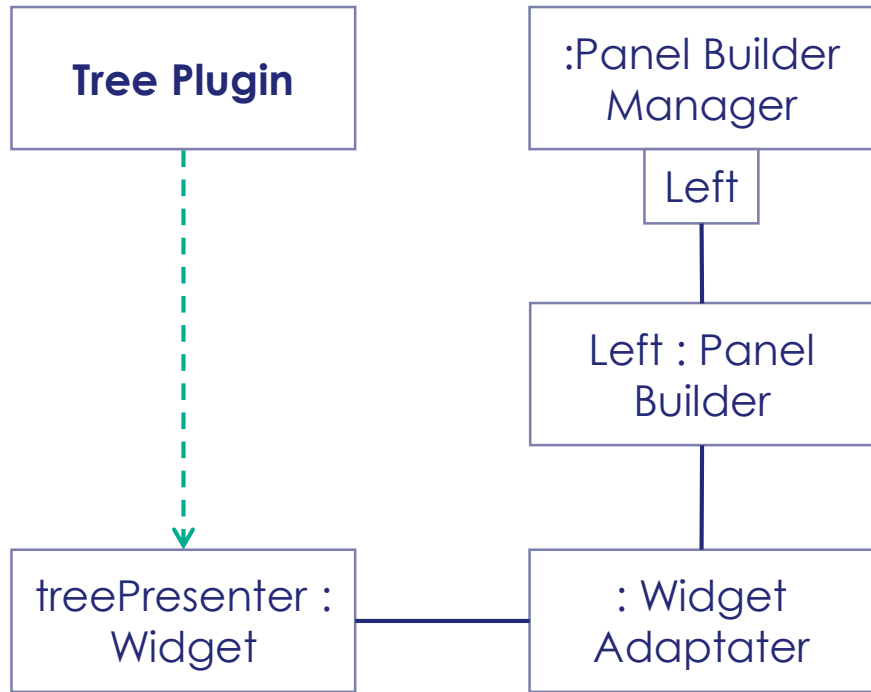 Tree Plugin
:Panel Builder
Manager
Left
Left : Panel
Builder
treePresenter :
Widget
: Widget
Adaptater